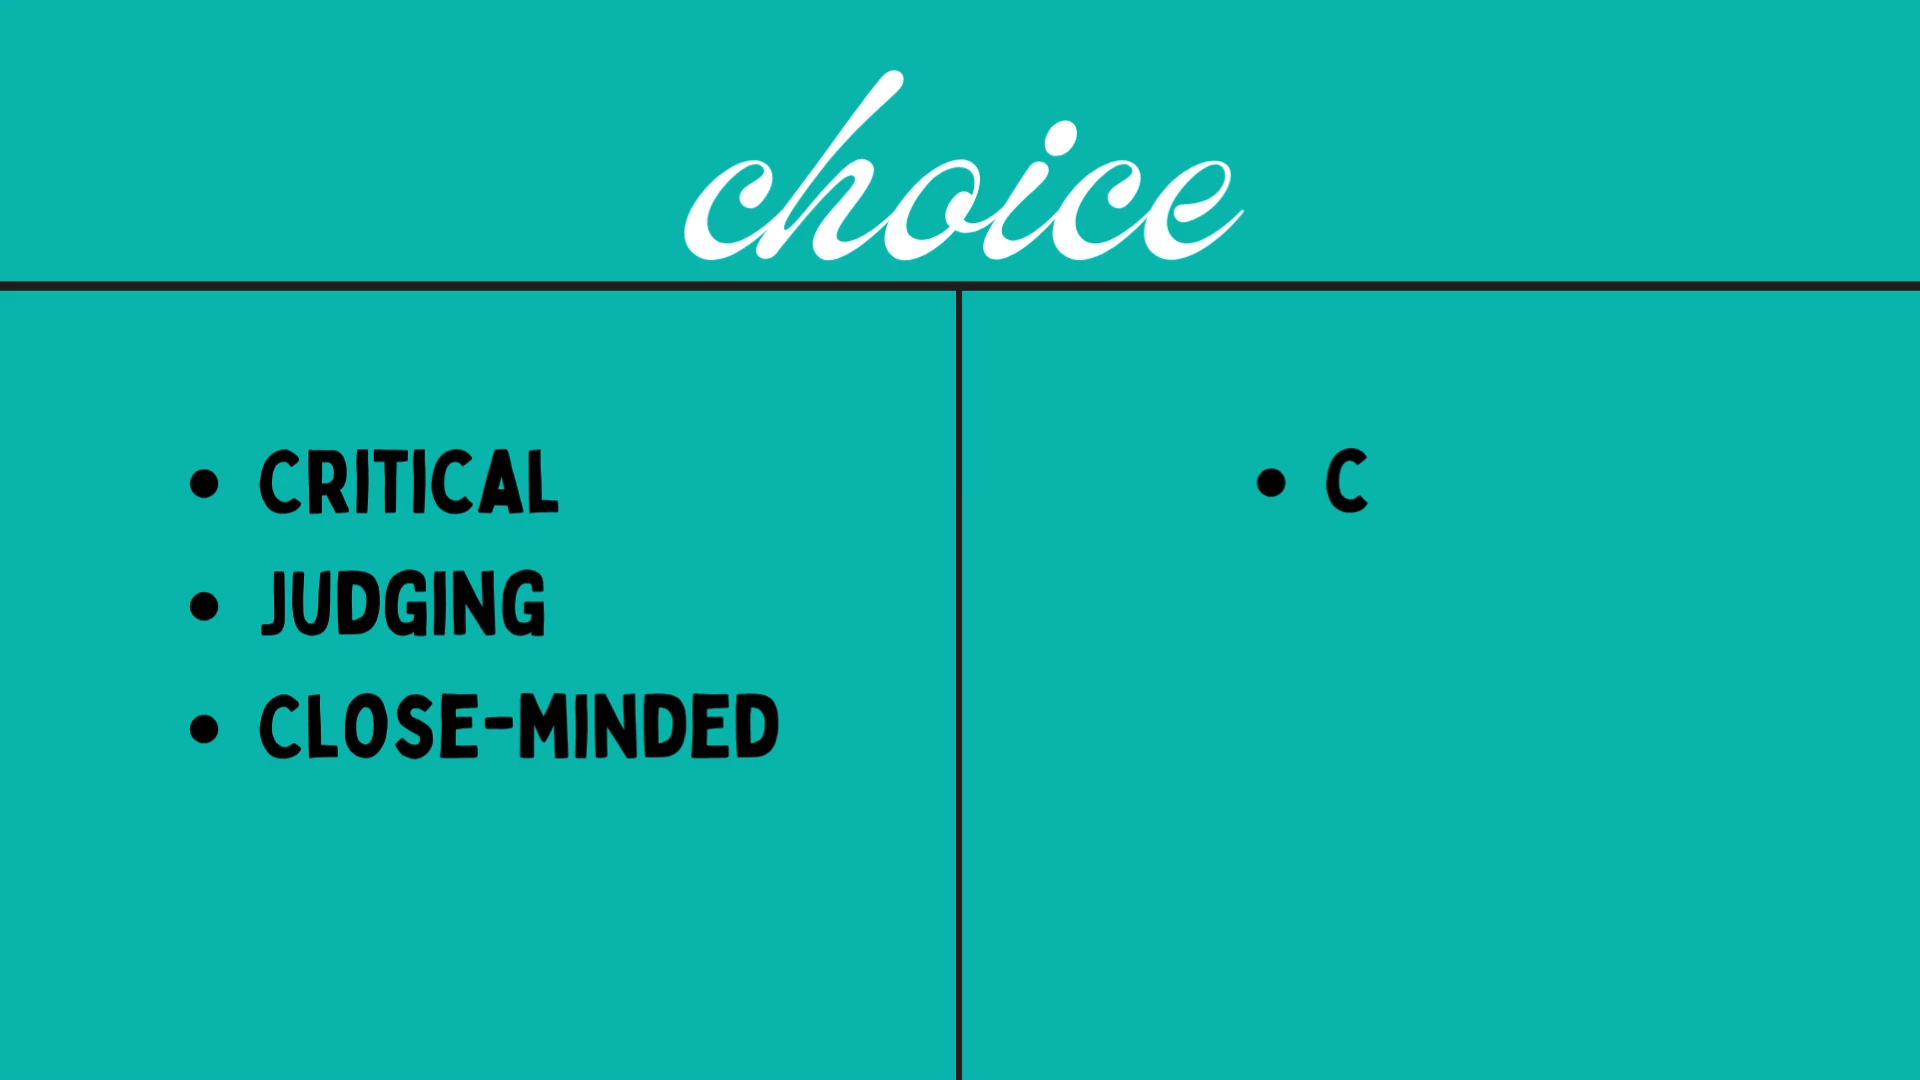 choice
• CRITICAL
• JUDGING
• CLOSE-MINDED
• C